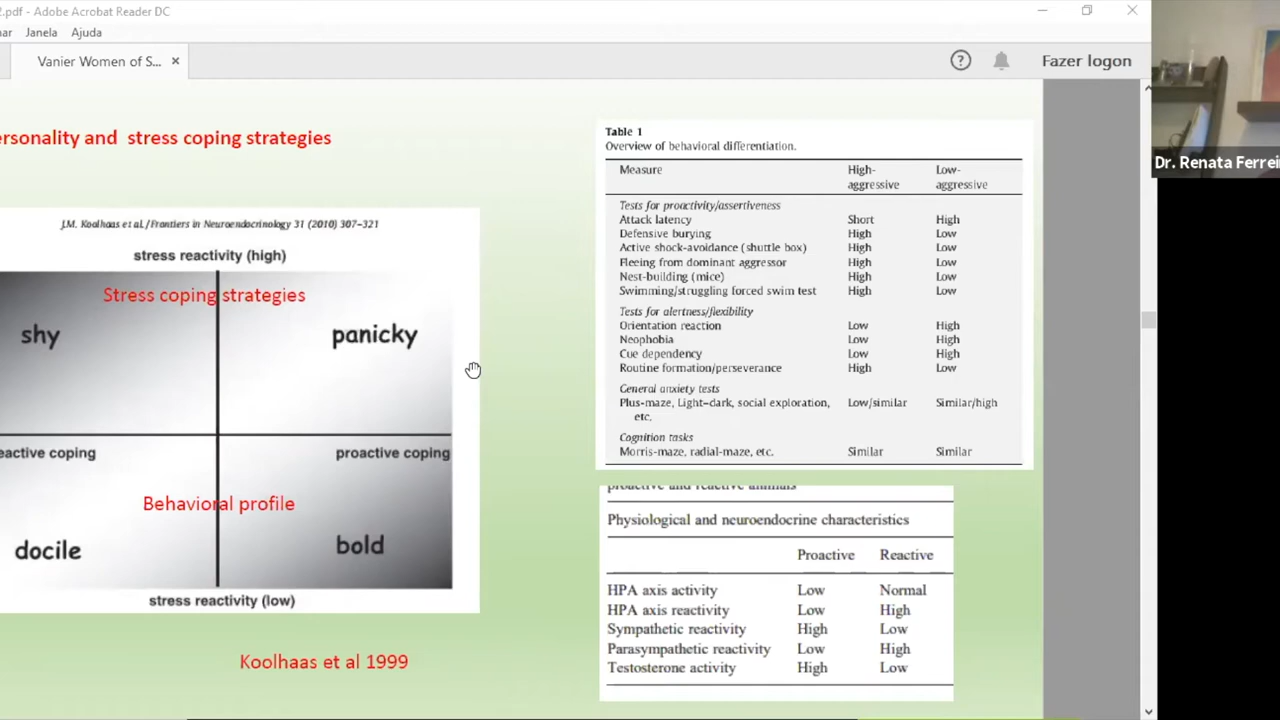 2.pdf - Adobe Acrobat Reader DC
Janela Ajuda
Vanier Women of S... ×
Fazer logon
Dr. Renata Ferrei
and stress coping strategies
J.M. Koolhaas et al./Frontiers in Neuroendocrinology 31 (2010) 307–321
stress reactivity (high)
Stress coping strategies
shy
panicky
coping
proactive coping
Behavioral profile
docile
bold
stress reactivity (low)
Koolhaas et al 1999
Table 1
Overview of behavioral differentiation.
Measure High-aggressive Low-aggressive
Tests for proactivity/assertiveness
Attack latency Short High
Defensive burying High Low
Active shock-avoidance (shuttle box) High Low
Fleeing from dominant aggressor High Low
Nest-building (mice) High Low
Swimming/struggling forced swim test High Low
Tests for alertness/flexibility
Orientation reaction Low High
Neophobia Low High
Cue dependency Low High
Routine formation/perseverance High Low
General anxiety tests
Plus-maze, Light-dark, social exploration, Low/similar Similar/high
etc.
Cognition tasks
Morris-maze, radial-maze, etc. Similar Similar
proactive and reactive animals
Physiological and neuroendocrine characteristics
Proactive Reactive
HPA axis activity Low Normal
HPA axis reactivity Low High
Sympathetic reactivity High Low
Parasympathetic reactivity Low High
Testosterone activity High Low